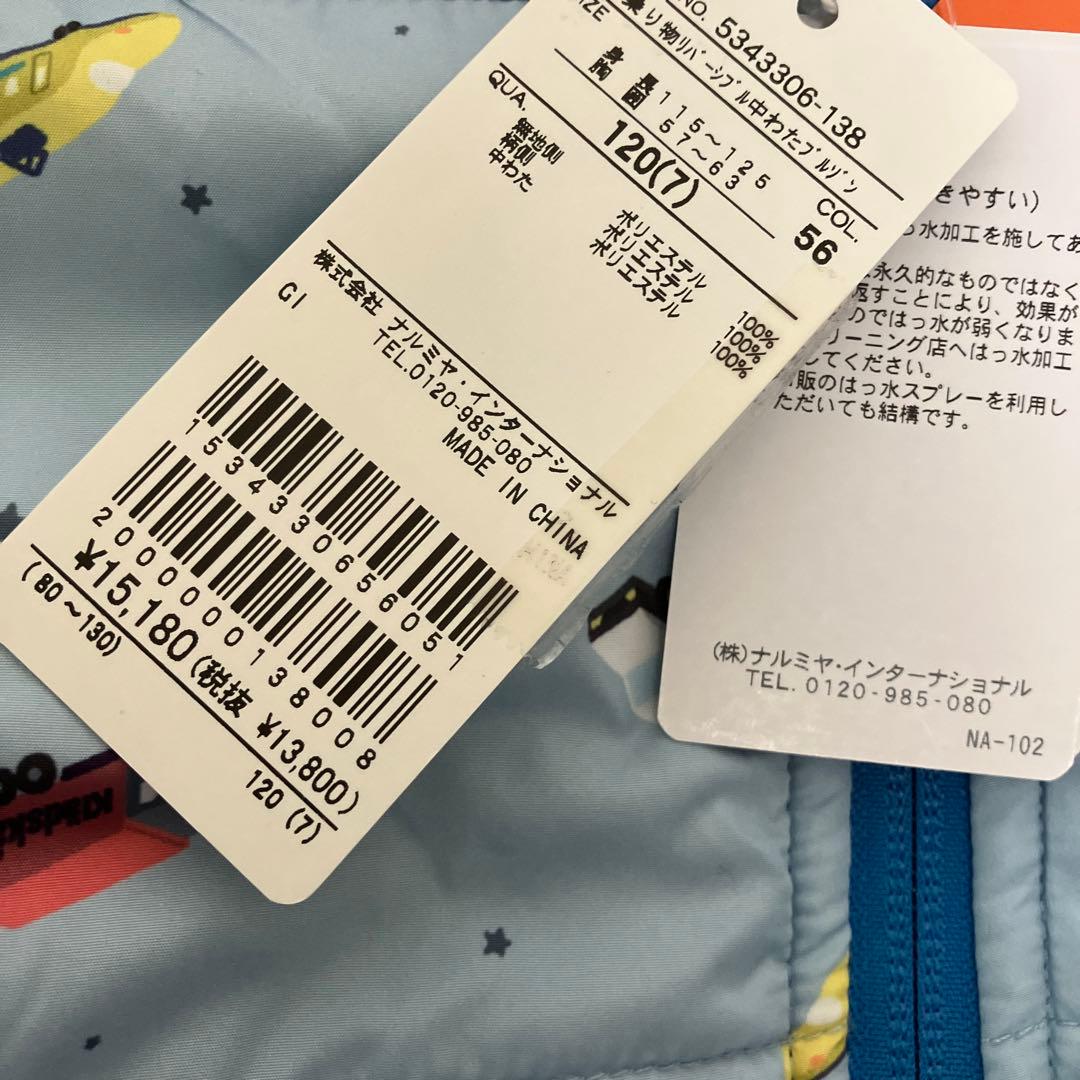 NO. 5343306-138
乗り物ﾘﾊﾞｰｼﾌﾞﾙ中わたﾌﾞﾙｿﾞﾝ
IZE
COL.
身長 115～125
胸囲 57～63
120(7)
56
QUA.
無地側 ポリエステル 100%
柄側 ポリエステル 100%
中わた ポリエステル 100%
株式会社 ナルミヤ・インターナショナル
TEL.0120-985-080
GI
MADE IN CHINA
1534330656051
2000000138008
¥15,180(税抜 ¥13,800)
(80～130)
120 (7)
きやすい)
っ水加工を施してあ
永久的なものではなく
返すことにより、効果が
のではっ水が弱くなりま
リーニング店へはっ水加工
してください。
販のはっ水スプレーを利用し
ただいても結構です。
(株)ナルミヤ・インターナショナル
TEL. 0120-985-080
NA-102